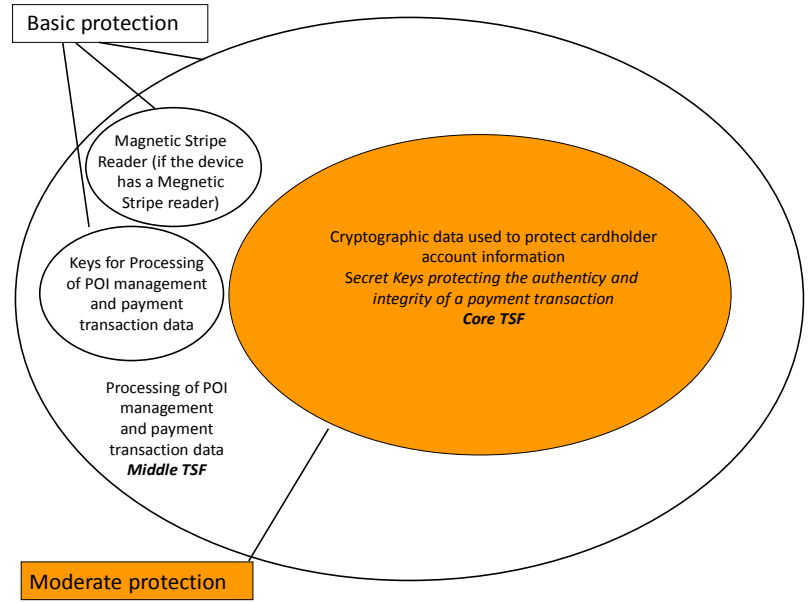 Basic protection
Magnetic Stripe
Reader (if the device
has a Megnetic
Stripe reader)
Keys for Processing
of POI management
and payment
transaction data
Cryptographic data used to protect cardholder
account information
Secret Keys protecting the authenticy and
integrity of a payment transaction
Core TSF
Processing of POI
management
and payment
transaction data
Middle TSF
Moderate protection